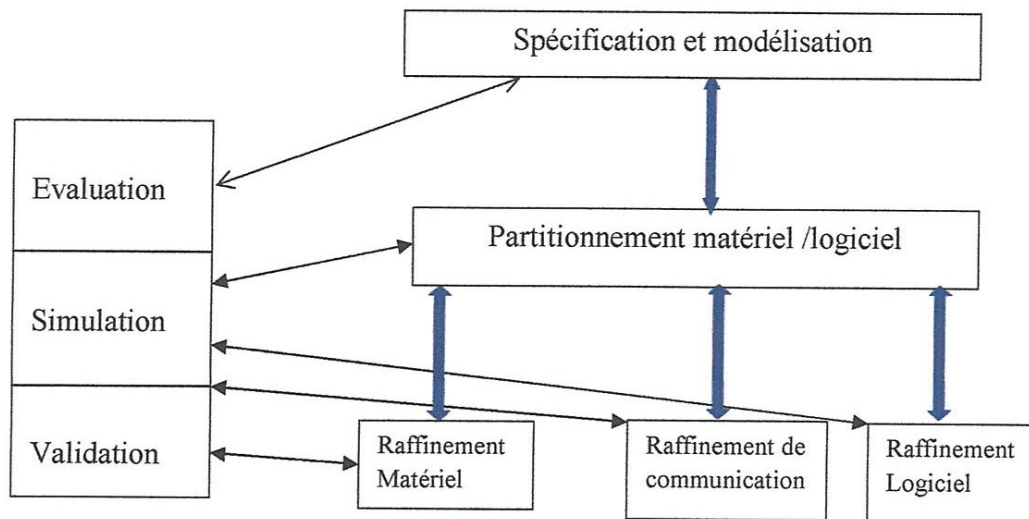 Spécification et modélisation
Evaluation
Partitionnement matériel /logiciel
Simulation
Validation
Raffinement
Matériel
Raffinement de
communication
Raffinement
Logiciel